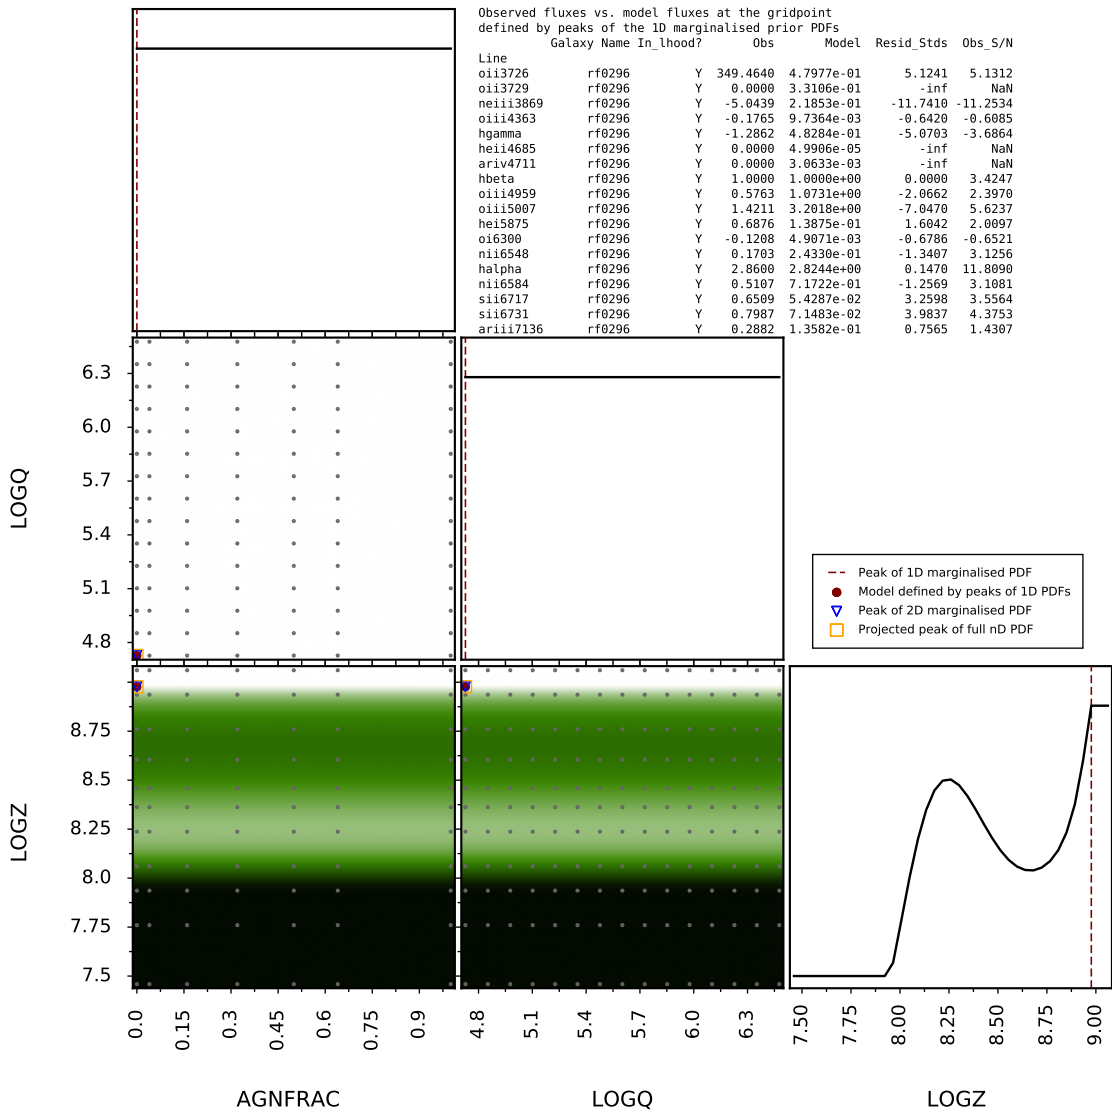 Observed fluxes vs. model fluxes at the gridpoint
defined by peaks of the 1D marginalised prior PDFs
Galaxy Name In_lhood? Obs Model Resid_Stds Obs_S/N
Line
oii3726 rf0296 Y 349.4640 4.7977e-01 5.1241 5.1312
oii3729 rf0296 Y 0.0000 3.3106e-01 -inf NaN
neiii3869 rf0296 Y -5.0439 2.1853e-01 -11.7410 -11.2534
oiii4363 rf0296 Y -0.1765 9.7364e-03 -0.6420 -0.6085
hgamma rf0296 Y -1.2862 4.8284e-01 -5.0703 -3.6864
heii4685 rf0296 Y 0.0000 4.9906e-05 -inf NaN
ariv4711 rf0296 Y 0.0000 3.0633e-03 -inf NaN
hbeta rf0296 Y 1.0000 1.0000e+00 0.0000 3.4247
oiii4959 rf0296 Y 0.5763 1.0731e+00 -2.0662 2.3970
oiii5007 rf0296 Y 1.4211 3.2018e+00 -7.0470 5.6237
hei5875 rf0296 Y 0.6876 1.3875e-01 1.6042 2.0097
oi6300 rf0296 Y -0.1208 4.9071e-03 -0.6786 -0.6521
nii6548 rf0296 Y 0.1703 2.4330e-01 -1.3407 3.1256
halpha rf0296 Y 2.8600 2.8244e+00 0.1470 11.8090
nii6584 rf0296 Y 0.5107 7.1722e-01 -1.2569 3.1081
sii6717 rf0296 Y 0.6509 5.4287e-02 3.2598 3.5564
sii6731 rf0296 Y 0.7987 7.1483e-02 3.9837 4.3753
ariii7136 rf0296 Y 0.2882 1.3582e-01 0.7565 1.4307
LOGQ
6.3
6.0
5.7
5.4
5.1
4.8
Peak of 1D marginalised PDF
Model defined by peaks of 1D PDFs
Peak of 2D marginalised PDF
Projected peak of full nD PDF
LOGZ
8.75
8.5
8.25
8.0
7.75
7.5
0.0 0.15 0.3 0.45 0.6 0.75 0.9
4.8 5.1 5.4 5.7 6.0 6.3
7.50 7.75 8.00 8.25 8.50 8.75 9.00
AGNFRAC LOGQ LOGZ